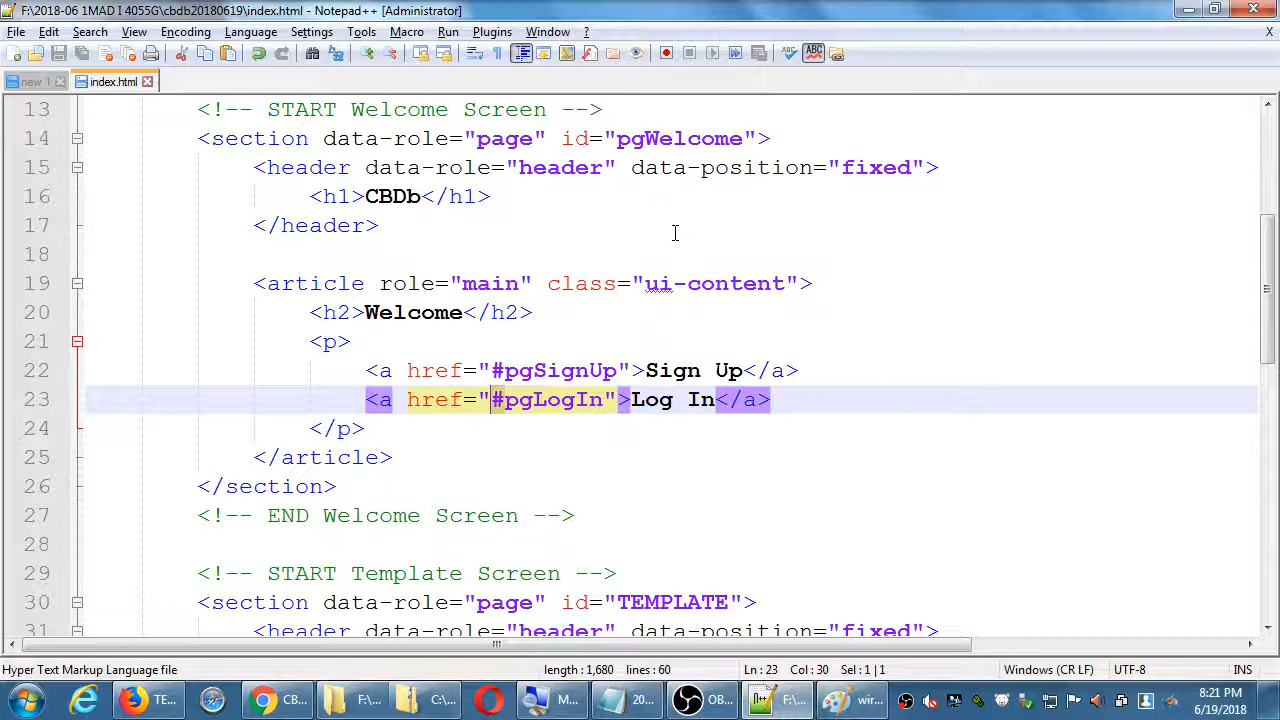 F:\2018-06 1MAD I 4055G\cbdb20180619\index.html - Notepad++ [Administrator]
File Edit Search View Encoding Language Settings Tools Macro Run Plugins Window ? X
new 1 index.html
13 <!-- START Welcome Screen -->
14 <section data-role="page" id="pgWelcome">
15 <header data-role="header" data-position="fixed">
16 <h1>CBDb</h1>
17 </header>
18
19 <article role="main" class="ui-content">
20 <h2>Welcome</h2>
21 <p>
22 <a href="#pgSignUp">Sign Up</a>
23 <a href="#pgLogIn">Log In</a>
24 </p>
25 </article>
26 </section>
27 <!-- END Welcome Screen -->
28
29 <!-- START Template Screen -->
30 <section data-role="page" id="TEMPLATE">
31 <header data-role="header" data-position="fixed">
Hyper Text Markup Language file length : 1,680 lines : 60 Ln : 23 Col : 30 Sel : 1 | 1 Windows (CR LF) UTF-8 INS
TE... CB... F:\... C:\... M... 20... OB... F:\... wir... 8:21 PM
6/19/2018